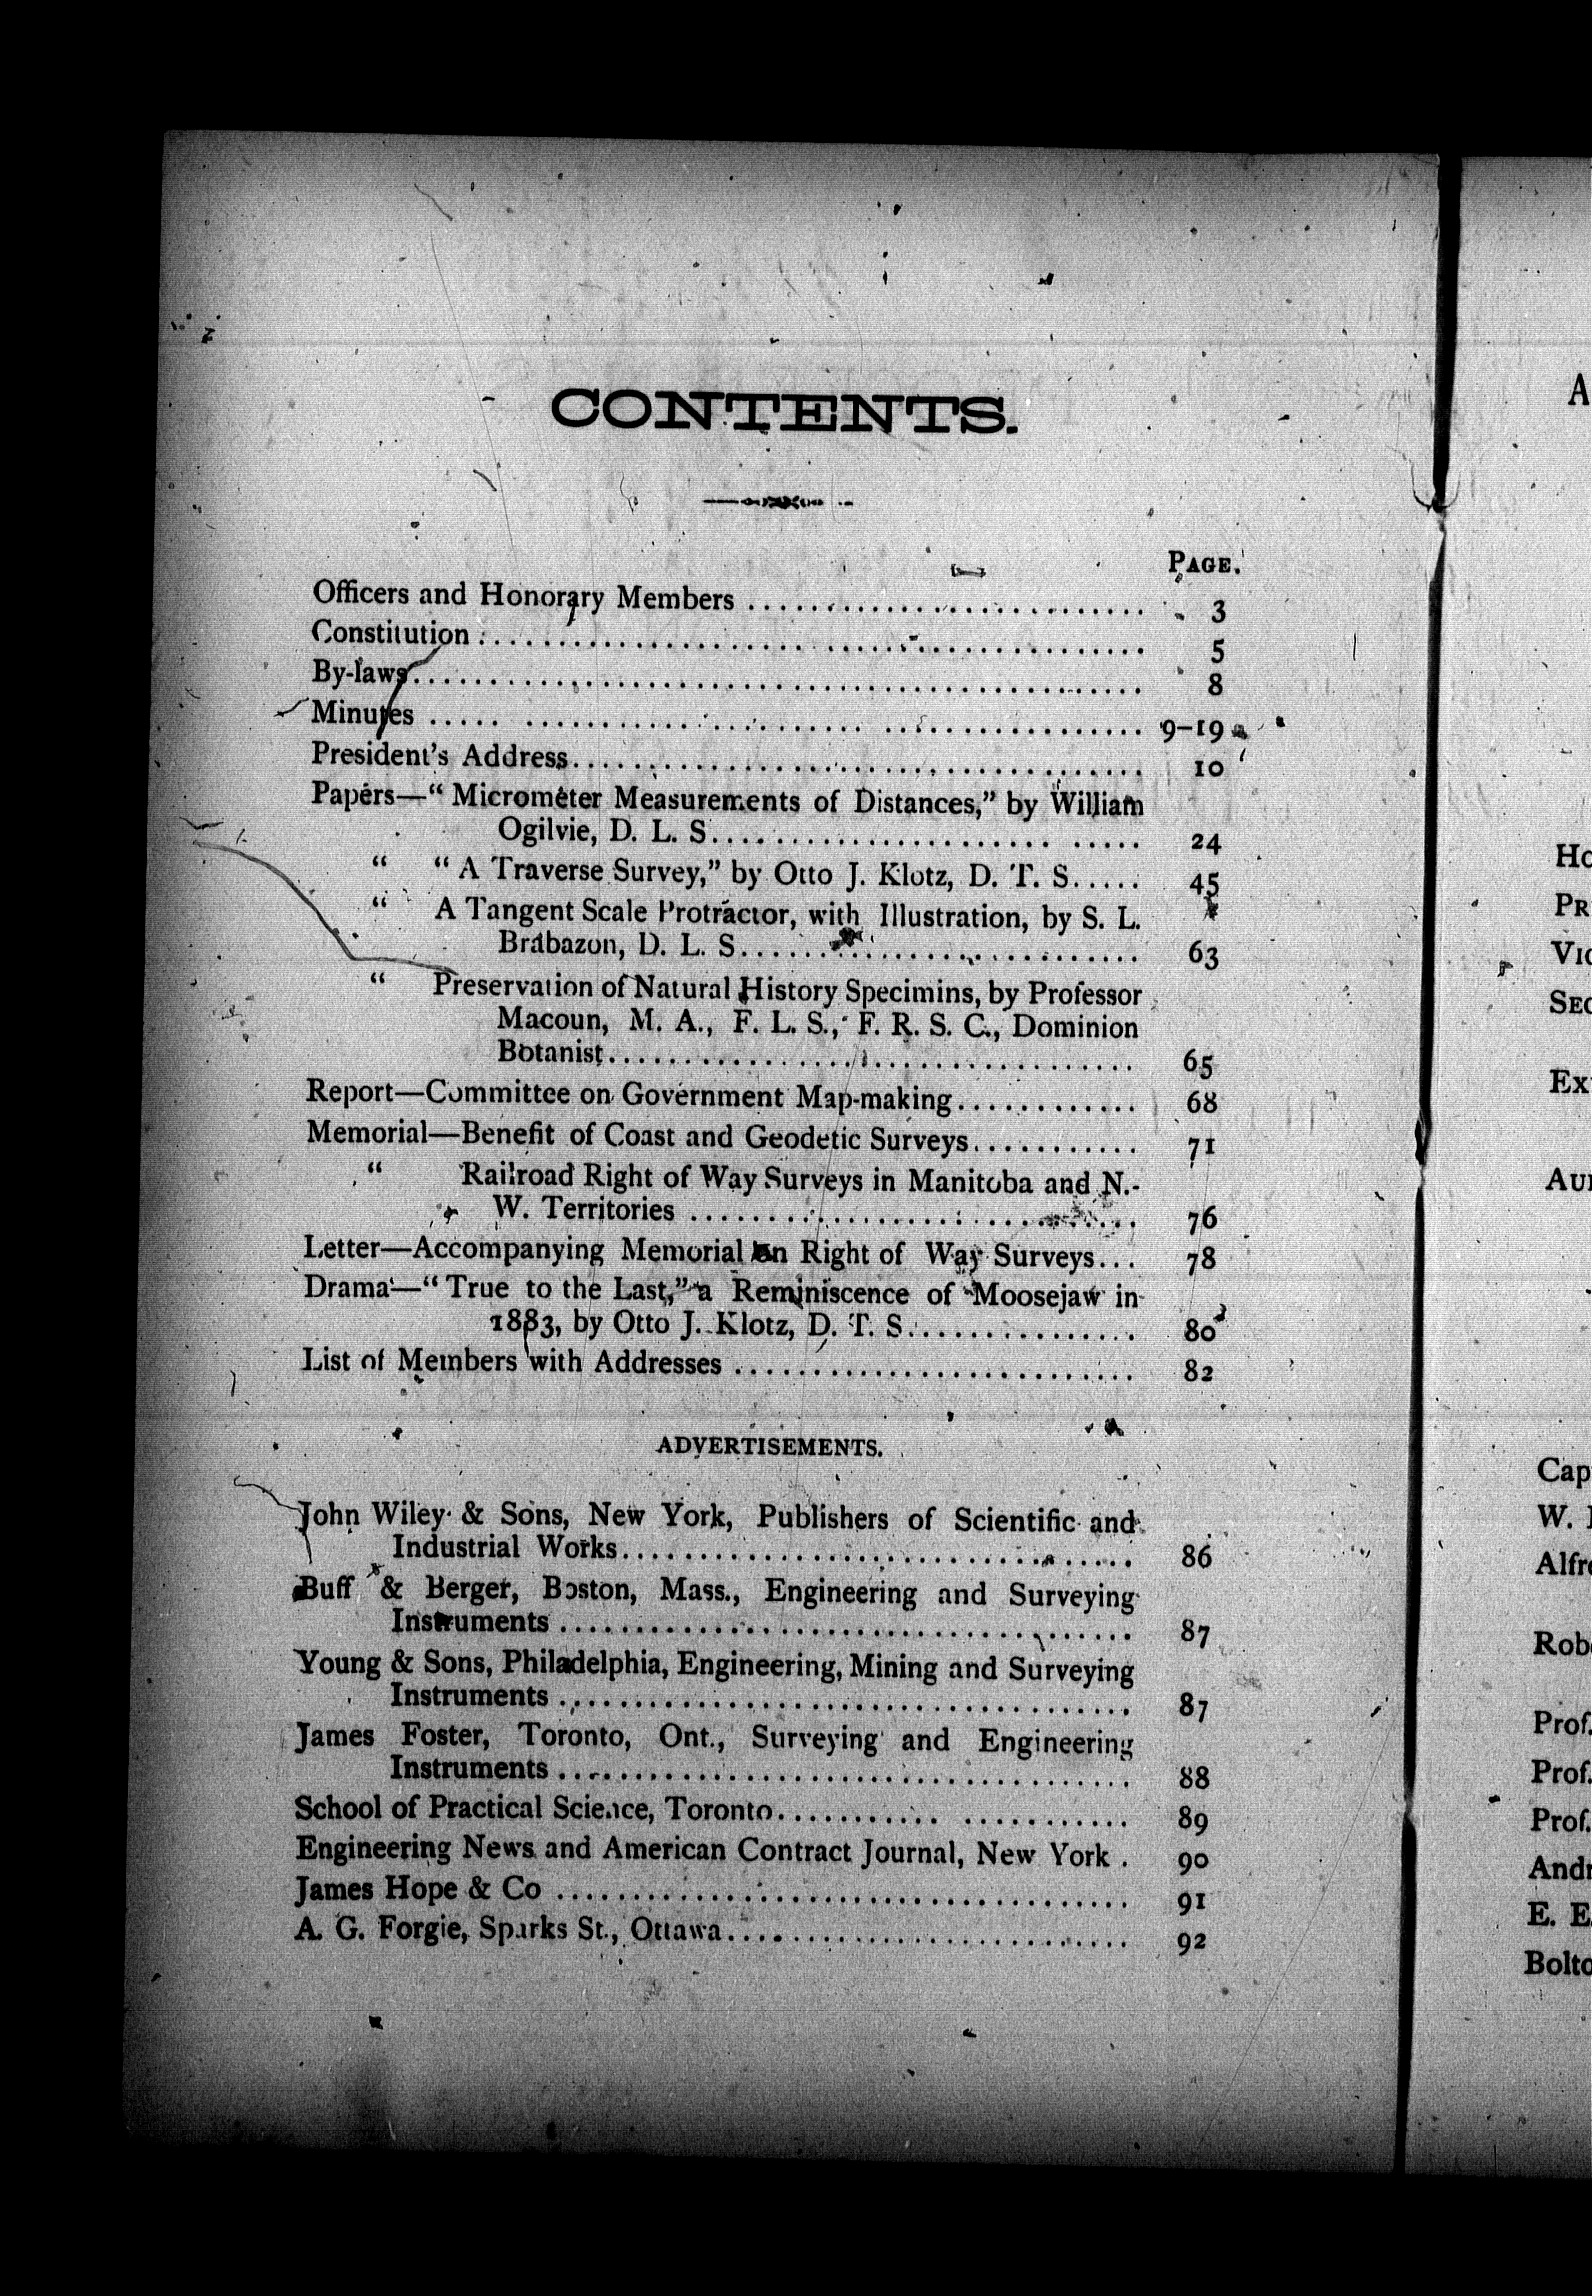 CONTENTS.
PAGE.
Officers and Honorary Members .......................... 3
Constitution ........................................... 5
By-laws................................................ 8
Minutes ..... ........................................ 9-19
President's Address.................................... 10
Papers—“Micrometer Measurements of Distances,” by William
Ogilvie, D. L. S........................... ..... 24
“ “A Traverse Survey,” by Otto J. Klotz, D. T. S..... 45
“ A Tangent Scale Protractor, with Illustration, by S. L.
Brabazon, D. L. S.......................... 63
“ Preservation of Natural History Specimins, by Professor
Macoun, M. A., F. L. S., F. R. S. C., Dominion
Botanist.................................. 65
Report—Committee on Government Map-making............ 68
Memorial—Benefit of Coast and Geodetic Surveys........... 71
“ Railroad Right of Way Surveys in Manitoba and N.-
W. Territories ............................. 76
Letter—Accompanying Memorial on Right of Way Surveys... 78
Drama—“True to the Last,” a Reminiscence of Moosejaw in
1883, by Otto J. Klotz, D. T. S............... 80
List of Members with Addresses .......................... 82
ADVERTISEMENTS.
John Wiley & Sons, New York, Publishers of Scientific and
Industrial Works................................. 86
Buff & Berger, Boston, Mass., Engineering and Surveying
Instruments ..................................... 87
Young & Sons, Philadelphia, Engineering, Mining and Surveying
Instruments ..................................... 87
James Foster, Toronto, Ont., Surveying and Engineering
Instruments ..................................... 88
School of Practical Science, Toronto........... ........... 89
Engineering News and American Contract Journal, New York . 90
James Hope & Co ..................................... 91
A. G. Forgie, Sparks St., Ottawa.......................... 92